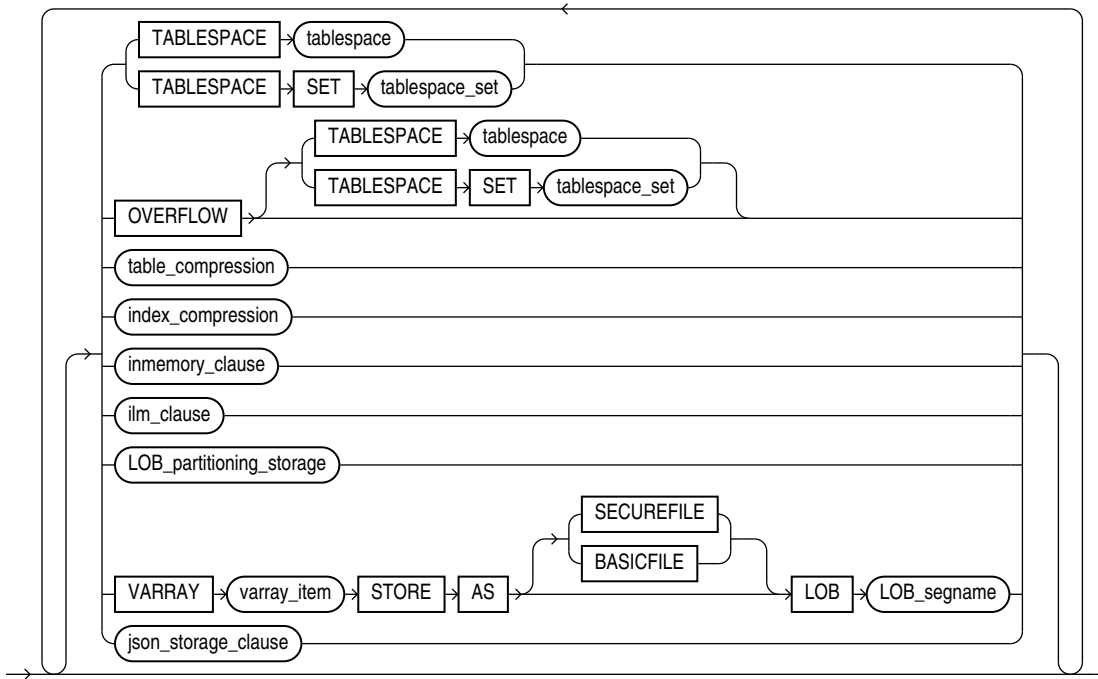 TABLESPACE tablespace
TABLESPACE SET tablespace_set
TABLESPACE tablespace
TABLESPACE SET tablespace_set
OVERFLOW
table_compression
index_compression
inmemory_clause
ilm_clause
LOB_partitioning_storage
SECUREFILE
BASICFILE
VARRAY varray_item STORE AS LOB LOB_segname
json_storage_clause